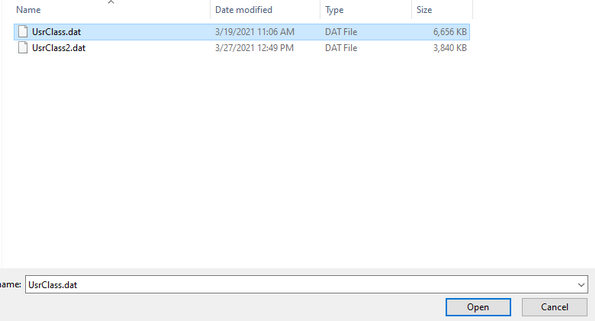 Name Date modified Type Size
UsrClass.dat 3/19/2021 11:06 AM DAT File 6,656 KB
UsrClass2.dat 3/27/2021 12:49 PM DAT File 3,840 KB
name: UsrClass.dat
Open Cancel